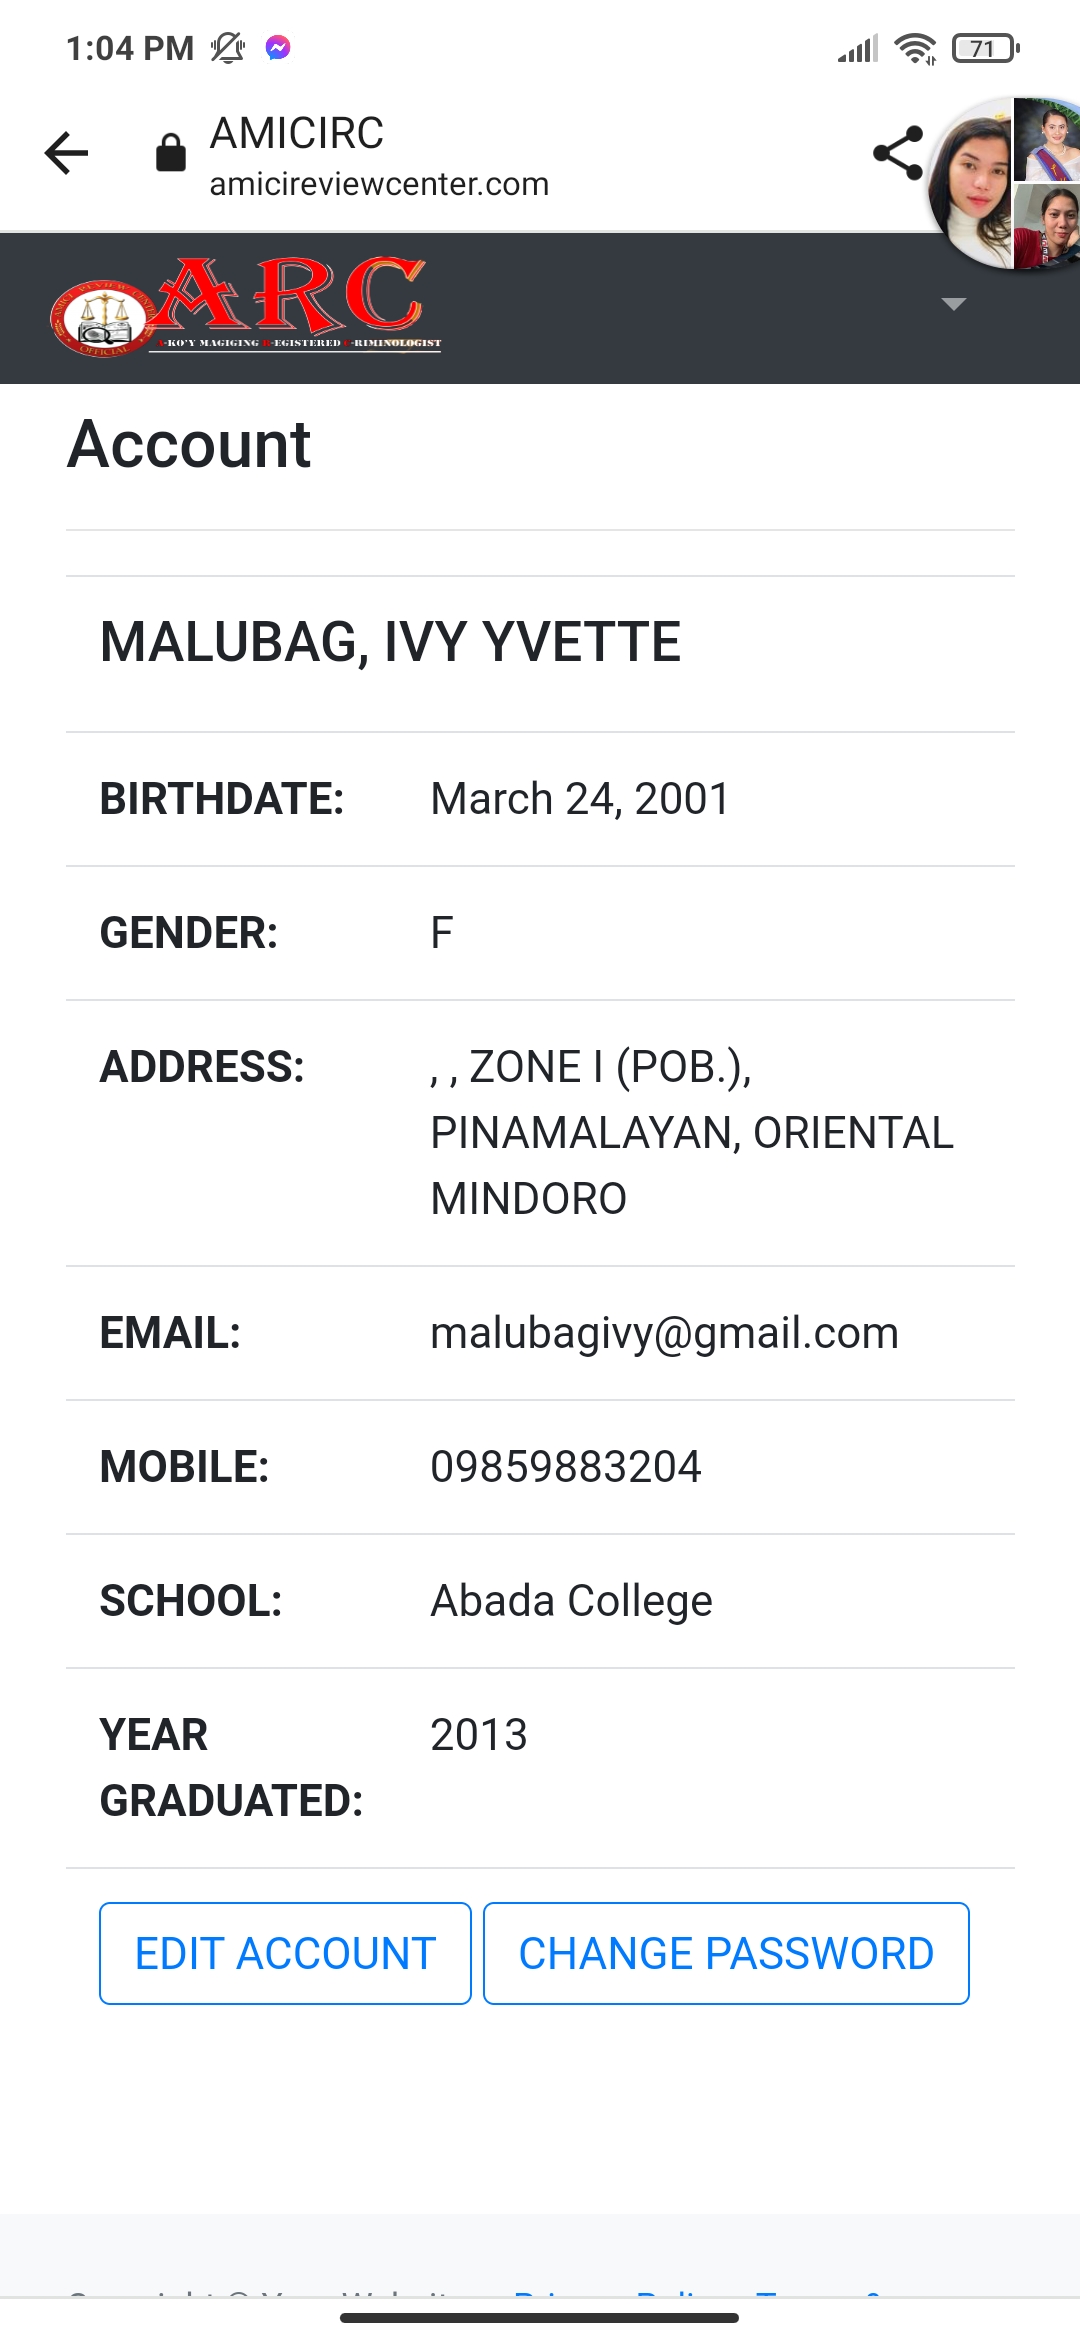 1:04 PM
71
AMICIRC
amicireviewcenter.com
ARC
A-KO'Y MAGIGING R-EGISTERED C-RIMINOLOGIST
OFFICIAL
Account
MALUBAG, IVY YVETTE
BIRTHDATE: March 24, 2001
GENDER: F
ADDRESS: , , ZONE I (POB.),
PINAMALAYAN, ORIENTAL
MINDORO
EMAIL: malubagivy@gmail.com
MOBILE: 09859883204
SCHOOL: Abada College
YEAR 2013
GRADUATED:
EDIT ACCOUNT CHANGE PASSWORD